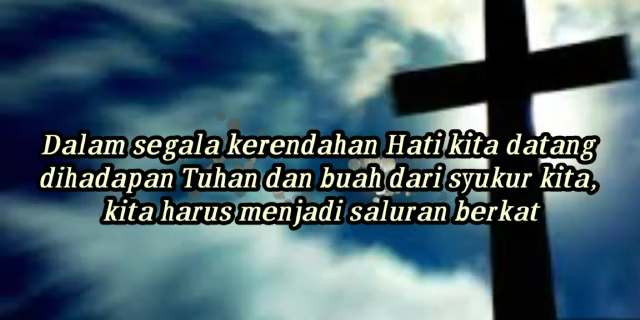 Dalam segala kerendahan Hati kita datang
dihadapan Tuhan dan buah dari syukur kita,
kita harus menjadi saluran berkat